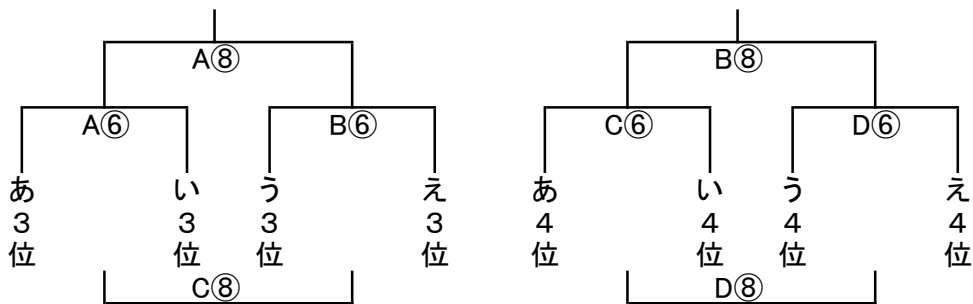 A⑧ B⑧
A⑥ B⑥ C⑥ D⑥
あ3位 い3位 う3位 え3位 あ4位 い4位 う4位 え4位
C⑧ D⑧